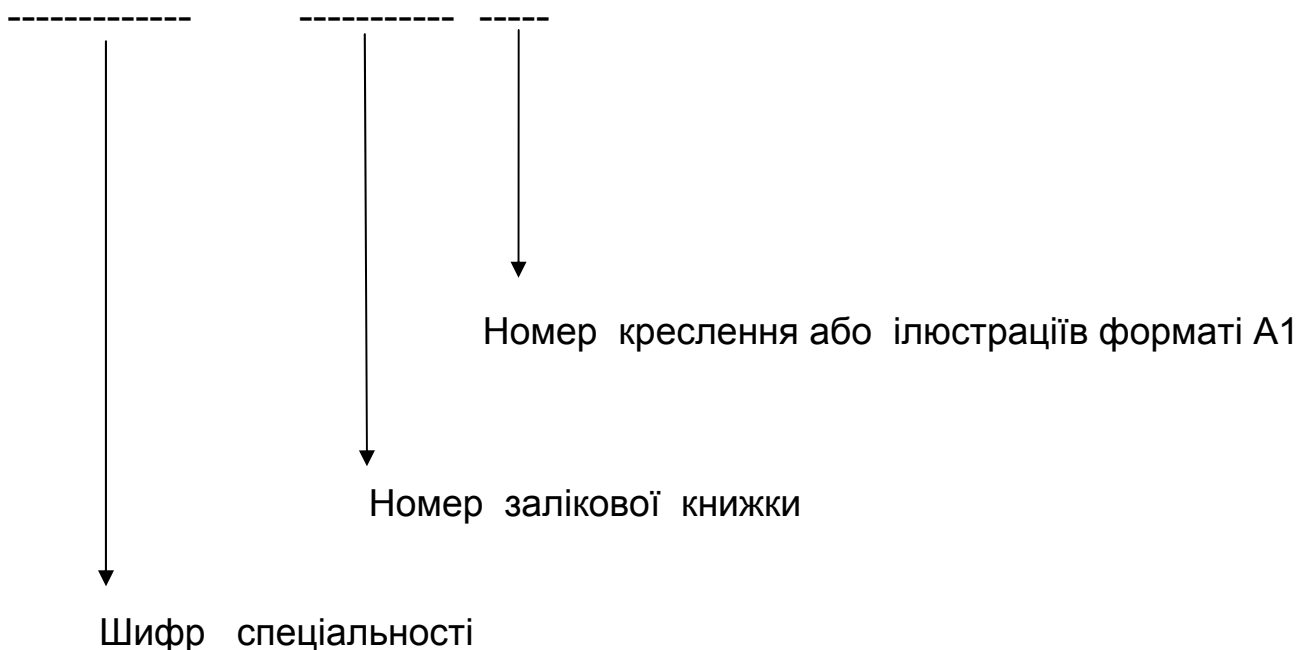 ------------- ----------- -----
Номер креслення або ілюстраціїв форматі А1
Номер залікової книжки
Шифр спеціальності